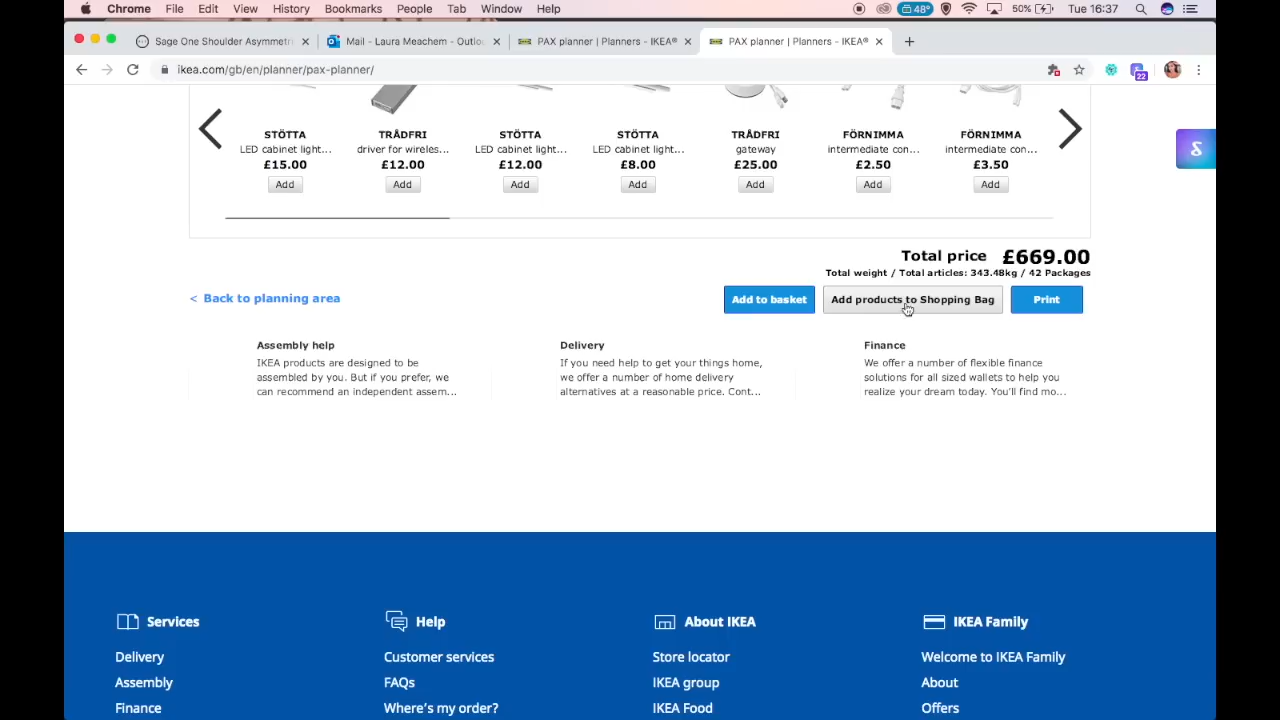 Chrome File Edit View History Bookmarks People Tab Window Help 48° 50% Tue 16:37
Sage One Shoulder Asymmetr Mail - Laura Meachem - Outlo PAX planner | Planners - IKEA® PAX planner | Planners - IKEA®
ikea.com/gb/en/planner/pax-planner/ 22
STÖTTA TRÅDFRI STÖTTA STÖTTA TRÅDFRI FÖRNIMMA FÖRNIMMA
LED cabinet light... driver for wireles... LED cabinet light... LED cabinet light... gateway intermediate con... intermediate con...
£15.00 £12.00 £12.00 £8.00 £25.00 £2.50 £3.50
Add Add Add Add Add Add Add
Total price £669.00
Total weight / Total articles: 343.48kg / 42 Packages
< Back to planning area Add to basket Add products to Shopping Bag Print
Assembly help
IKEA products are designed to be
assembled by you. But if you prefer, we
can recommend an independent assem...
Delivery
If you need help to get your things home,
we offer a number of home delivery
alternatives at a reasonable price. Cont...
Finance
We offer a number of flexible finance
solutions for all sized wallets to help you
realize your dream today. You'll find mo...
Services
Delivery
Assembly
Finance
Help
Customer services
FAQs
Where's my order?
About IKEA
Store locator
IKEA group
IKEA Food
IKEA Family
Welcome to IKEA Family
About
Offers